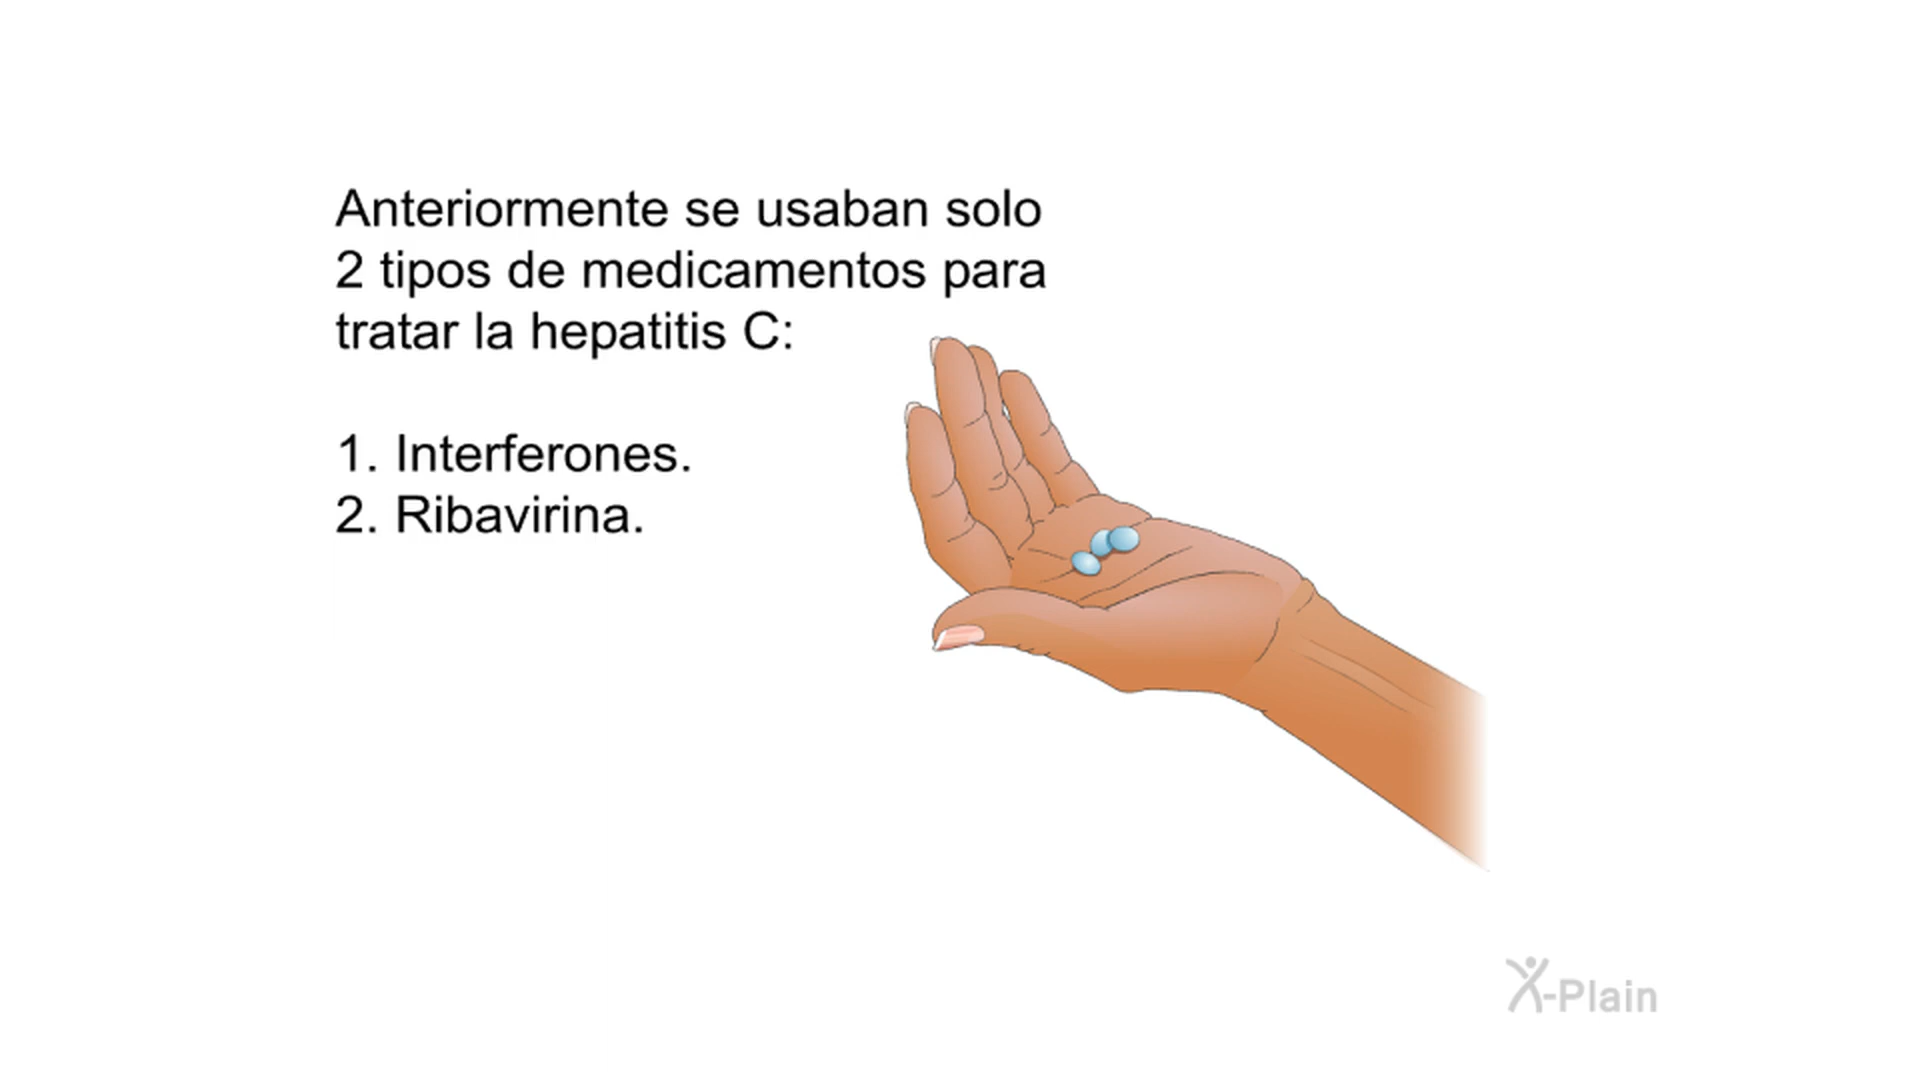 Anteriormente se usaban solo
2 tipos de medicamentos para
tratar la hepatitis C:
1. Interferones.
2. Ribavirina.
X-Plain